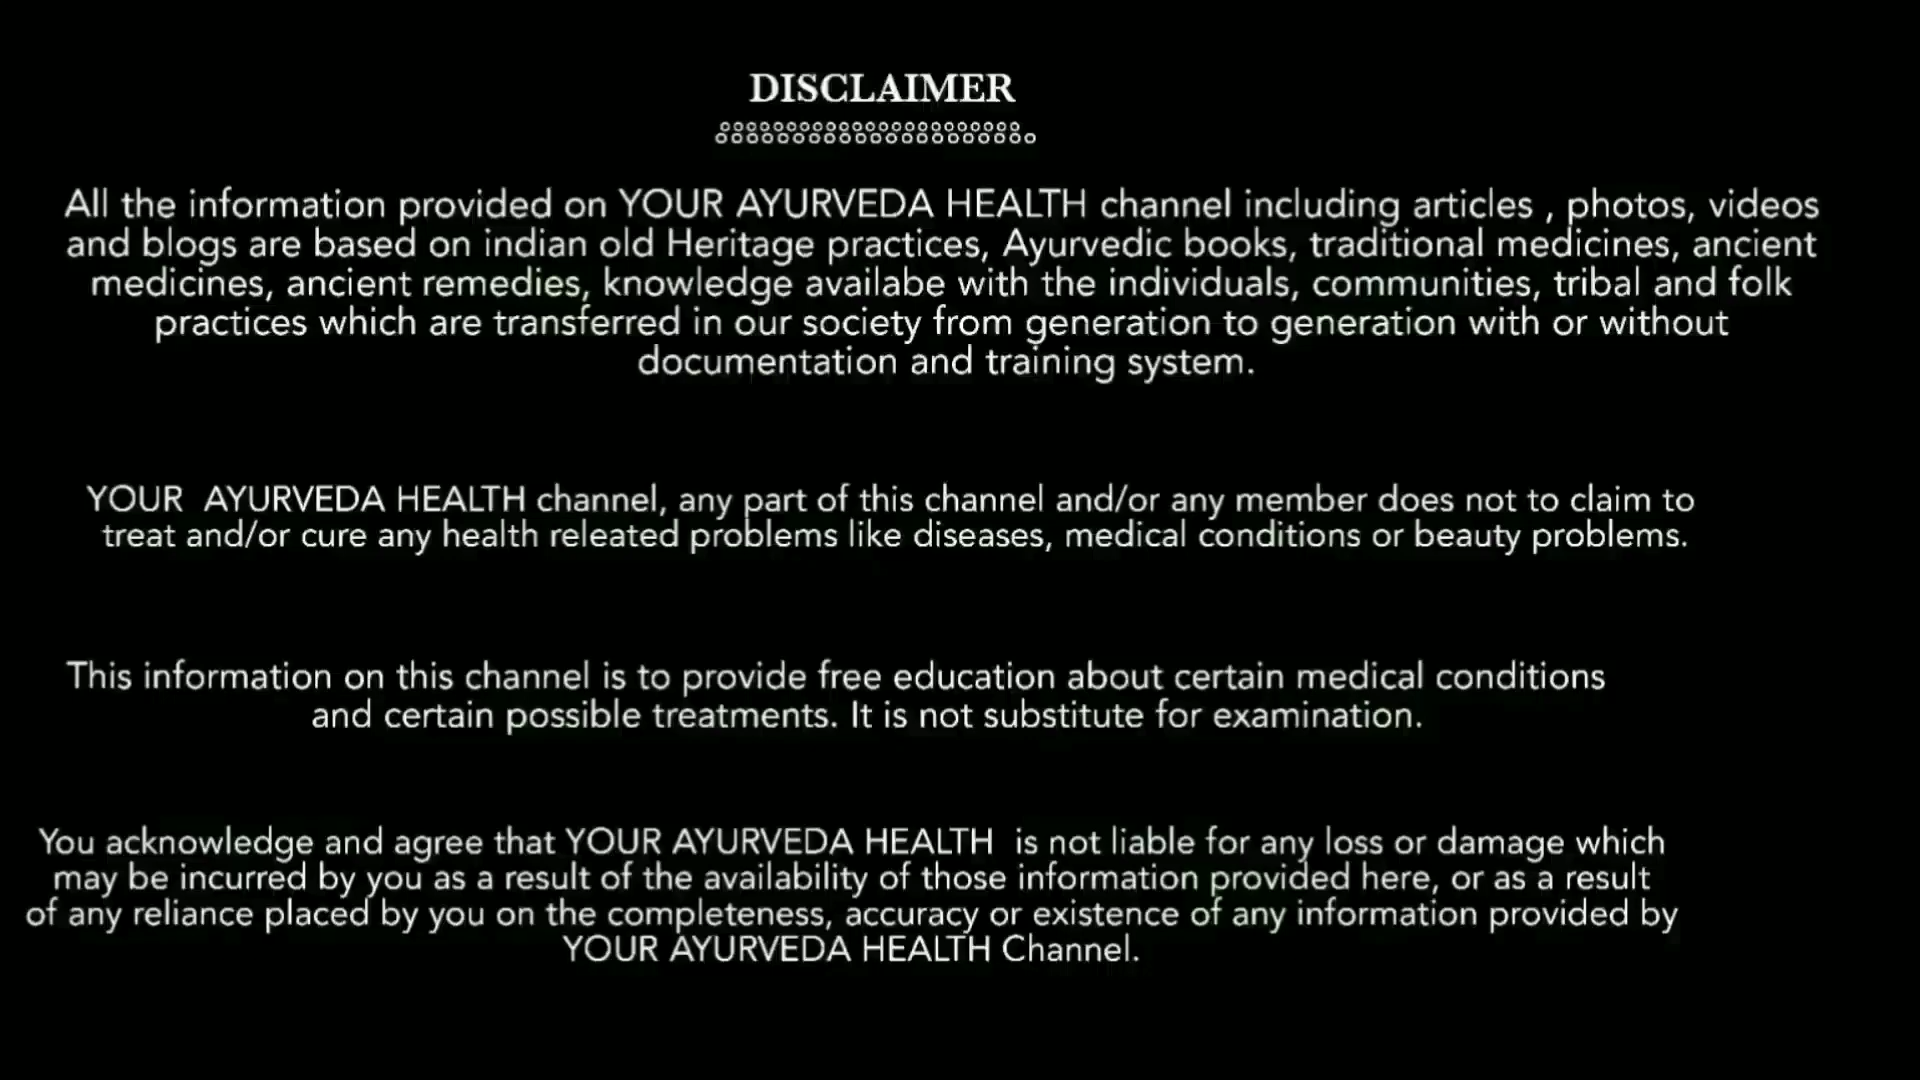 DISCLAIMER
All the information provided on YOUR AYURVEDA HEALTH channel including articles , photos, videos
and blogs are based on indian old Heritage practices, Ayurvedic books, traditional medicines, ancient
medicines, ancient remedies, knowledge availabe with the individuals, communities, tribal and folk
practices which are transferred in our society from generation to generation with or without
documentation and training system.
YOUR AYURVEDA HEALTH channel, any part of this channel and/or any member does not to claim to
treat and/or cure any health releated problems like diseases, medical conditions or beauty problems.
This information on this channel is to provide free education about certain medical conditions
and certain possible treatments. It is not substitute for examination.
You acknowledge and agree that YOUR AYURVEDA HEALTH is not liable for any loss or damage which
may be incurred by you as a result of the availability of those information provided here, or as a result
of any reliance placed by you on the completeness, accuracy or existence of any information provided by
YOUR AYURVEDA HEALTH Channel.